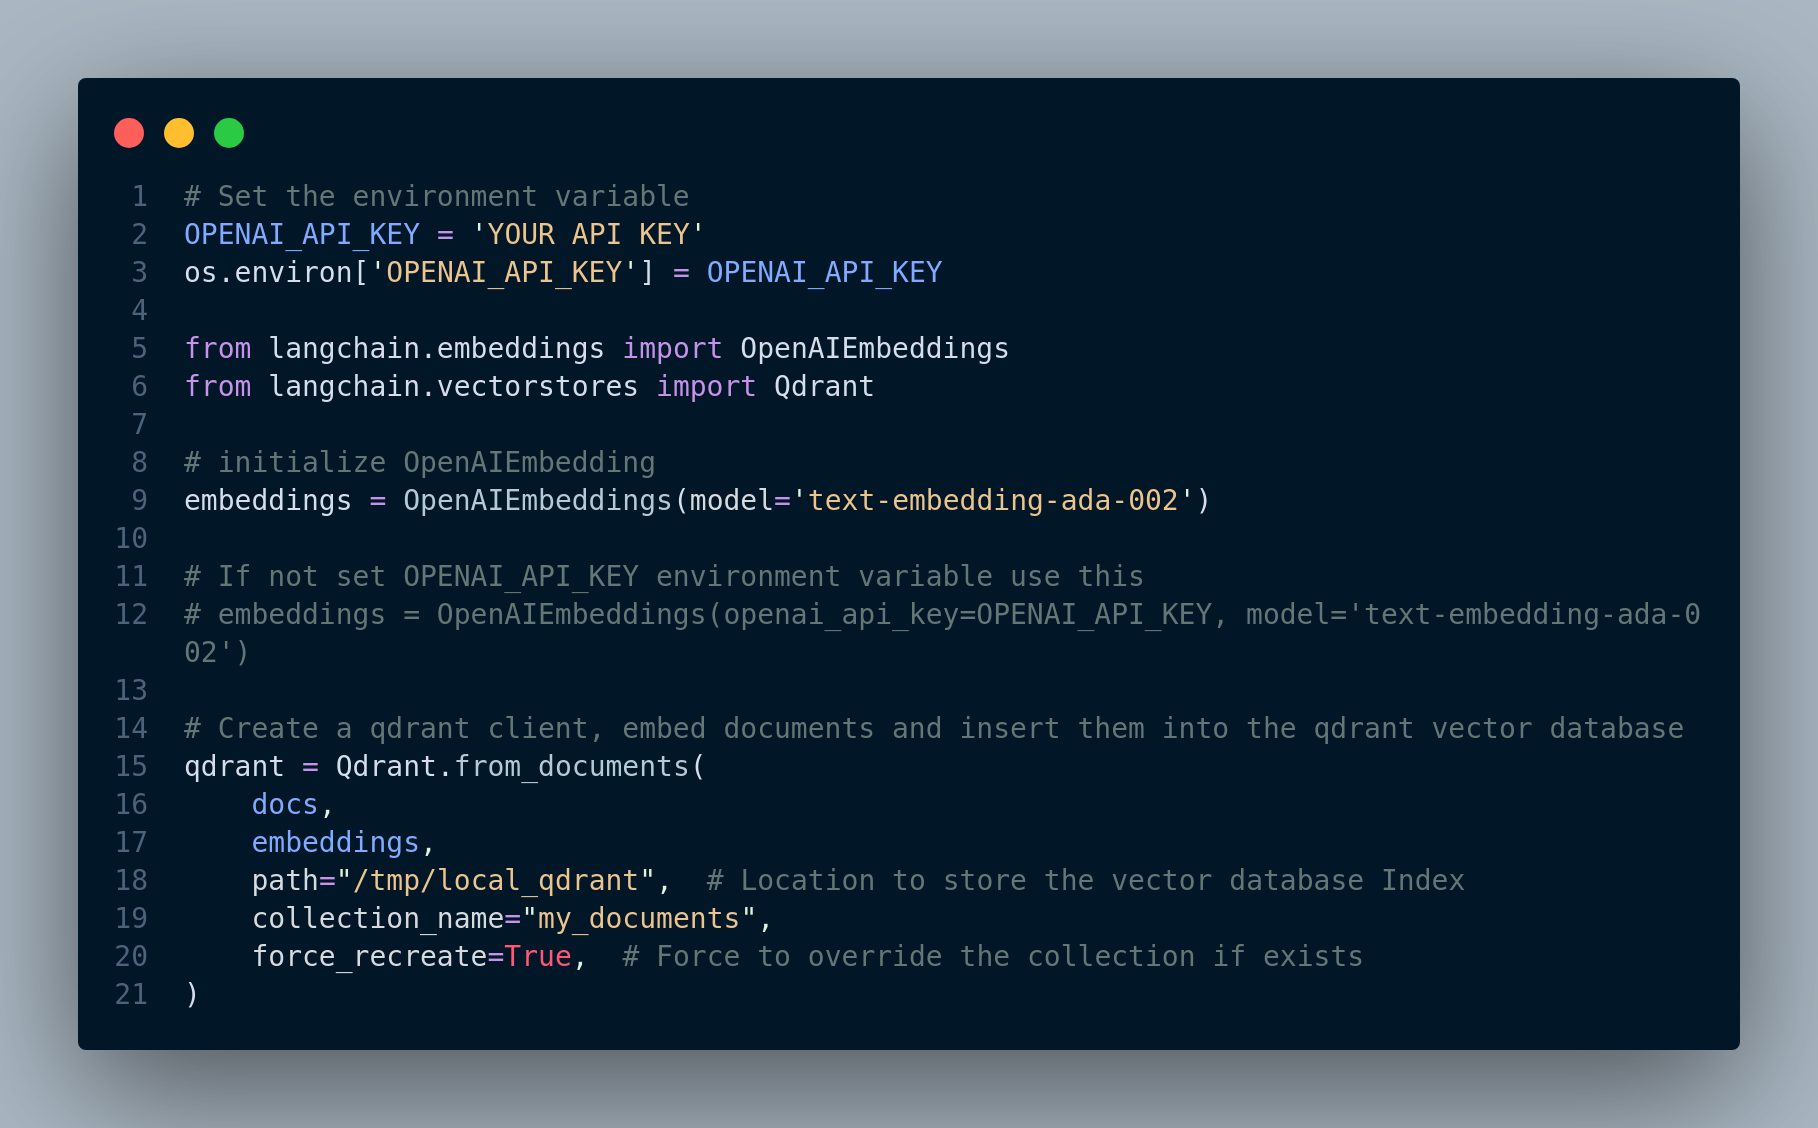 1 # Set the environment variable
2 OPENAI_API_KEY = 'YOUR API KEY'
3 os.environ['OPENAI_API_KEY'] = OPENAI_API_KEY
4
5 from langchain.embeddings import OpenAIEmbeddings
6 from langchain.vectorstores import Qdrant
7
8 # initialize OpenAIEmbedding
9 embeddings = OpenAIEmbeddings(model='text-embedding-ada-002')
10
11 # If not set OPENAI_API_KEY environment variable use this
12 # embeddings = OpenAIEmbeddings(openai_api_key=OPENAI_API_KEY, model='text-embedding-ada-0
02')
13
14 # Create a qdrant client, embed documents and insert them into the qdrant vector database
15 qdrant = Qdrant.from_documents(
16     docs,
17     embeddings,
18     path="/tmp/local_qdrant",  # Location to store the vector database Index
19     collection_name="my_documents",
20     force_recreate=True,  # Force to override the collection if exists
21 )